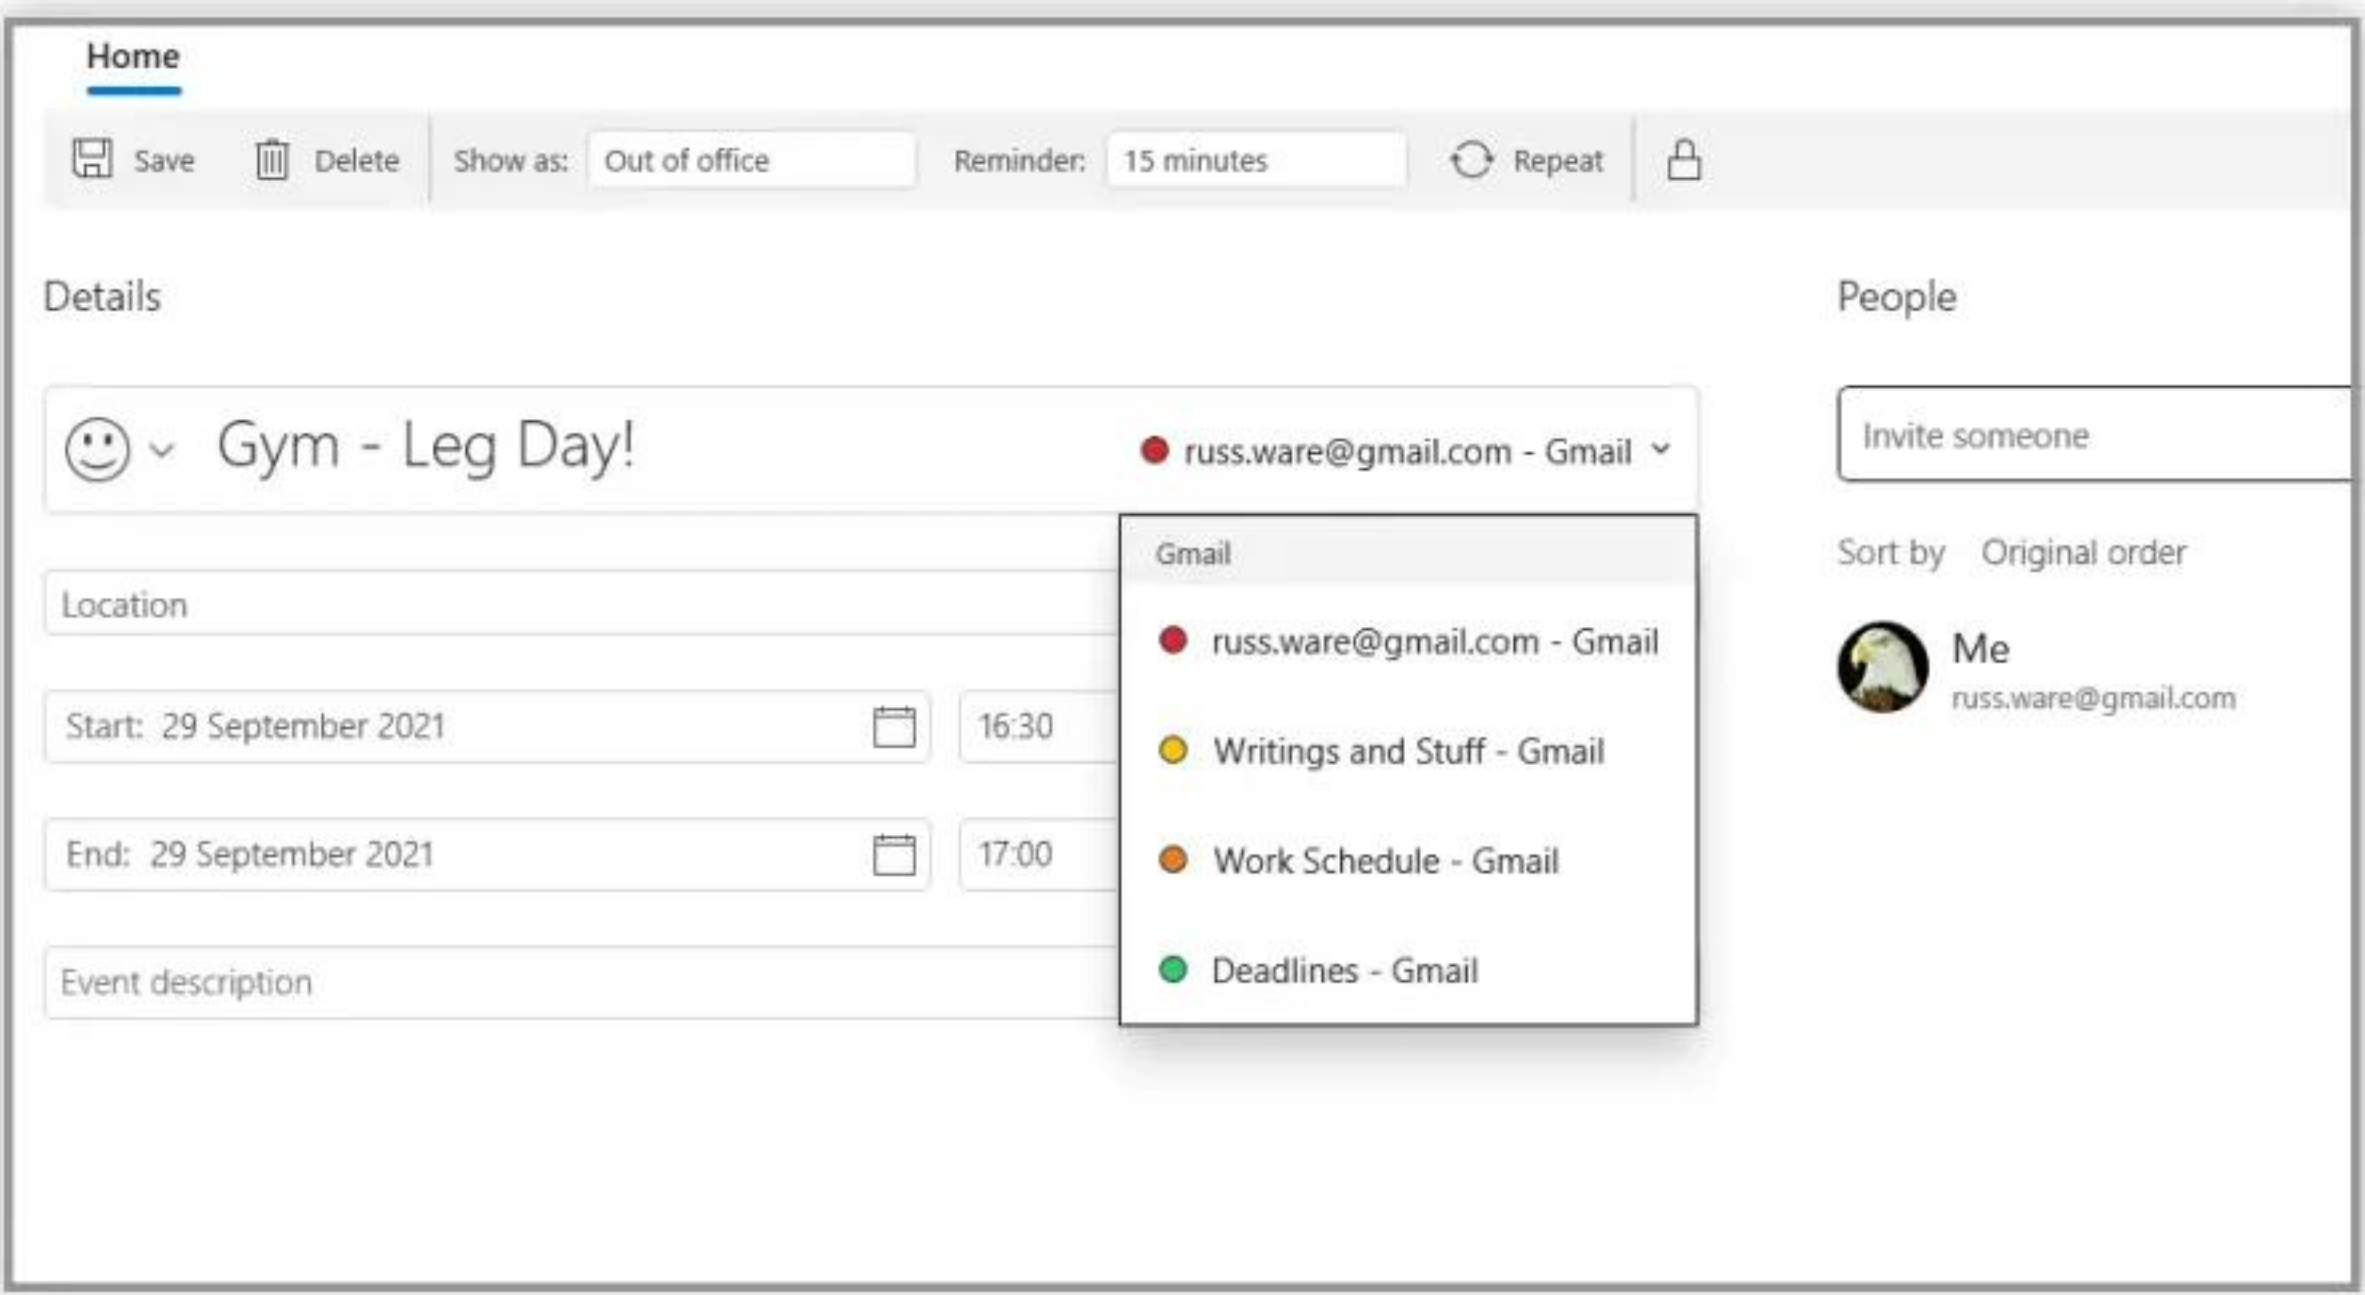 Home
Save Delete Show as: Out of office Reminder: 15 minutes Repeat
Details
Gym - Leg Day!
russ.ware@gmail.com - Gmail
Location
Start: 29 September 2021 16:30
End: 29 September 2021 17:00
Event description
Gmail
russ.ware@gmail.com - Gmail
Writings and Stuff - Gmail
Work Schedule - Gmail
Deadlines - Gmail
People
Invite someone
Sort by Original order
Me
russ.ware@gmail.com